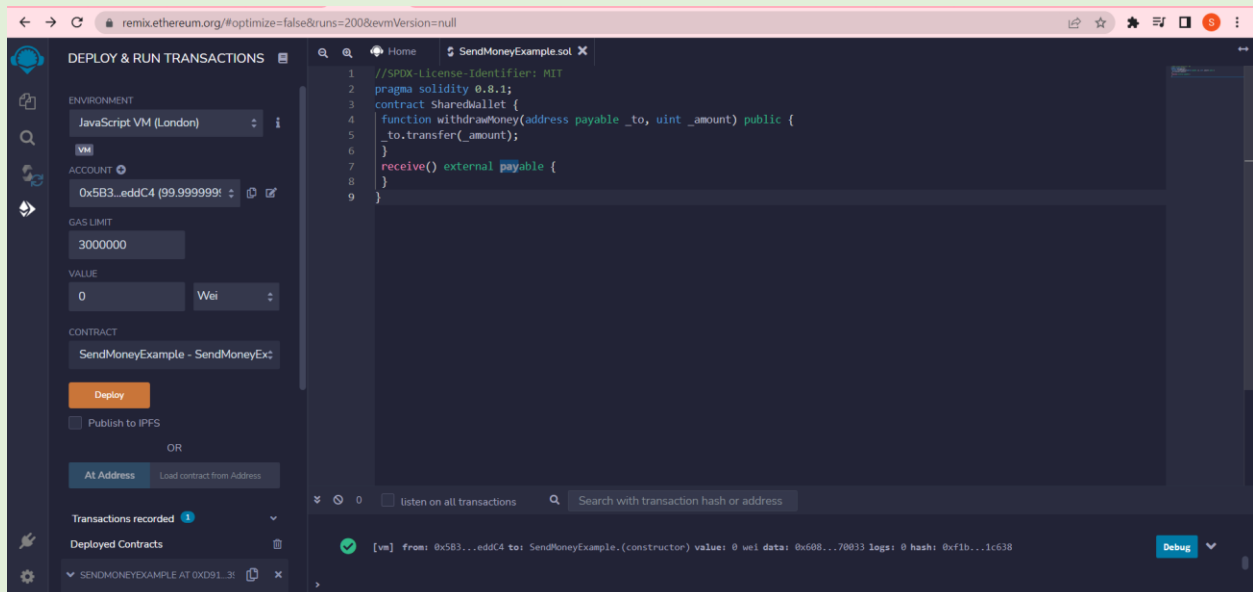 remix.ethereum.org/#optimize=false&runs=200&evmVersion=null
S
DEPLOY & RUN TRANSACTIONS
ENVIRONMENT
JavaScript VM (London)
VM
ACCOUNT
0x5B3...eddC4 (99.9999999
GAS LIMIT
3000000
VALUE
0 Wei
CONTRACT
SendMoneyExample - SendMoneyEx
Deploy
Publish to IPFS
OR
At Address Load contract from Address
Transactions recorded 1
Deployed Contracts
SENDMONEYEXAMPLE AT 0XD91...3
Home SendMoneyExample.sol
1 //SPDX-License-Identifier: MIT
2 pragma solidity 0.8.1;
3 contract SharedWallet {
4 function withdrawMoney(address payable _to, uint _amount) public {
5 _to.transfer(_amount);
6 }
7 receive() external payable {
8 }
9 }
0 listen on all transactions Search with transaction hash or address
[vm] from: 0x5B3...eddC4 to: SendMoneyExample.(constructor) value: 0 wei data: 0x608...70033 logs: 0 hash: 0xf1b...1c638 Debug
>